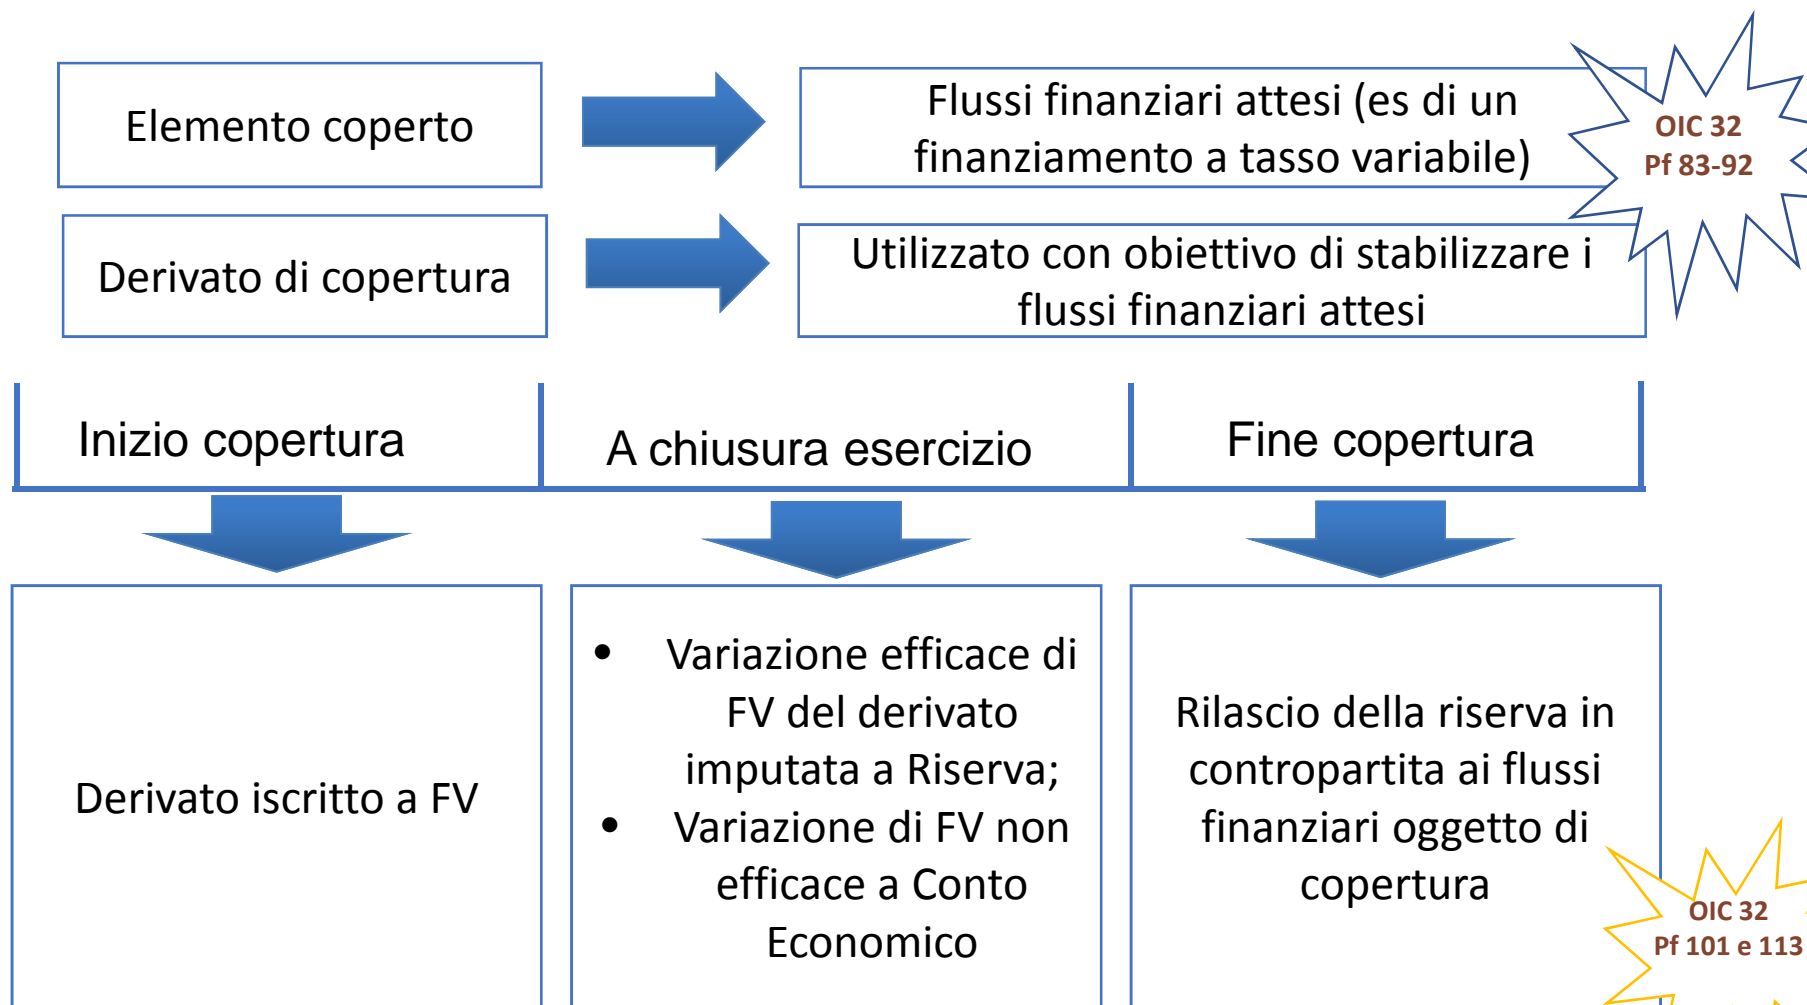 Elemento coperto
Flussi finanziari attesi (es di un
finanziamento a tasso variabile)
OIC 32
Pf 83-92
Derivato di copertura
Utilizzato con obiettivo di stabilizzare i
flussi finanziari attesi
Inizio copertura
A chiusura esercizio
Fine copertura
Derivato iscritto a FV
• Variazione efficace di
FV del derivato
imputata a Riserva;
• Variazione di FV non
efficace a Conto
Economico
Rilascio della riserva in
contropartita ai flussi
finanziari oggetto di
copertura
OIC 32
Pf 101 e 113